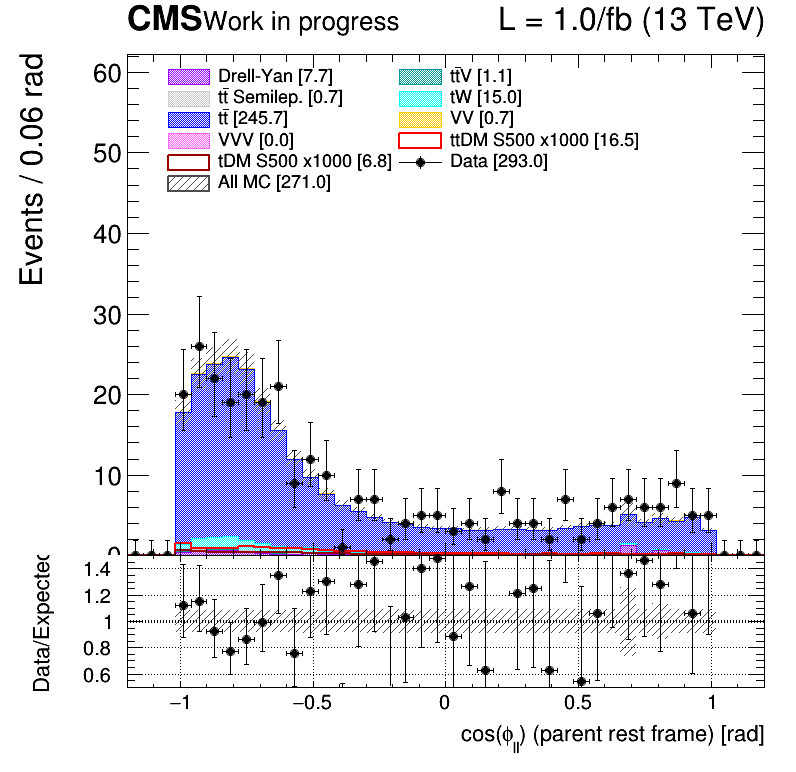 CMS Work in progress L = 1.0/fb (13 TeV)
Events / 0.06 rad
60
50
40
30
20
10
0
Drell-Yan [7.7]
tt̄V [1.1]
tt̄ Semilep. [0.7]
tW [15.0]
tt̄ [245.7]
VV [0.7]
VVV [0.0]
ttDM S500 x1000 [16.5]
tDM S500 x1000 [6.8]
Data [293.0]
All MC [271.0]
Data/Expected
1.4
1.2
1
0.8
0.6
−1 −0.5 0 0.5 1
cos(ϕ_ll) (parent rest frame) [rad]